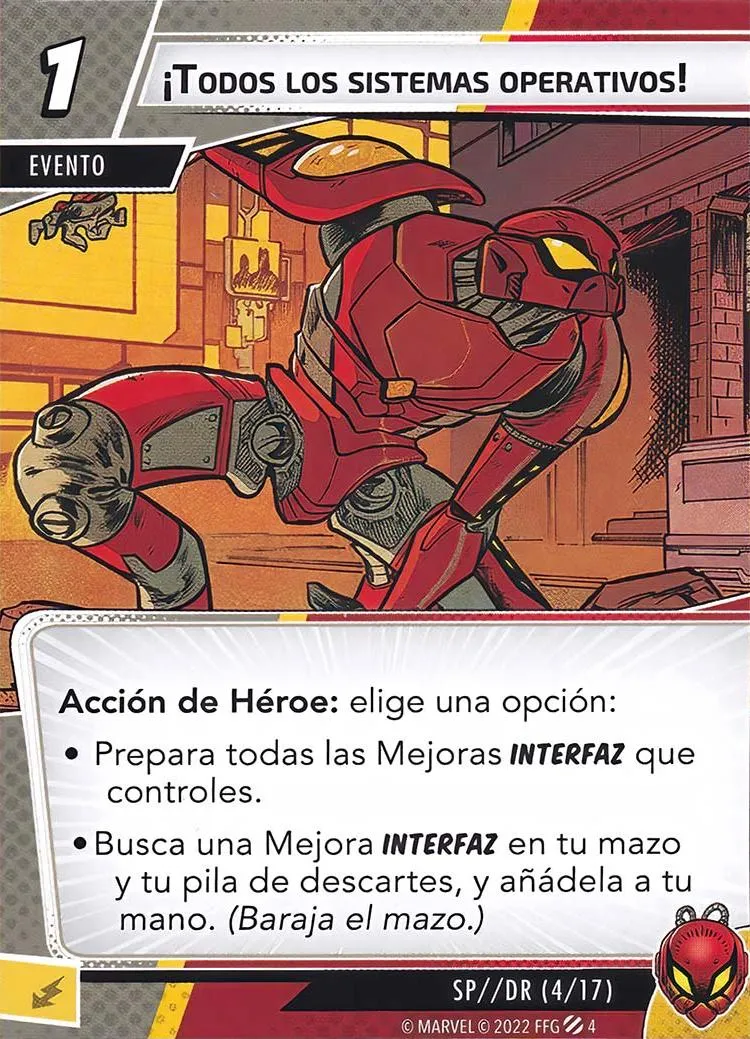 1
¡TODOS LOS SISTEMAS OPERATIVOS!
EVENTO
Acción de Héroe: elige una opción:
• Prepara todas las Mejoras INTERFAZ que
controles.
• Busca una Mejora INTERFAZ en tu mazo
y tu pila de descartes, y añádela a tu
mano. (Baraja el mazo.)
SP//DR (4/17)
© MARVEL © 2022 FFG 4